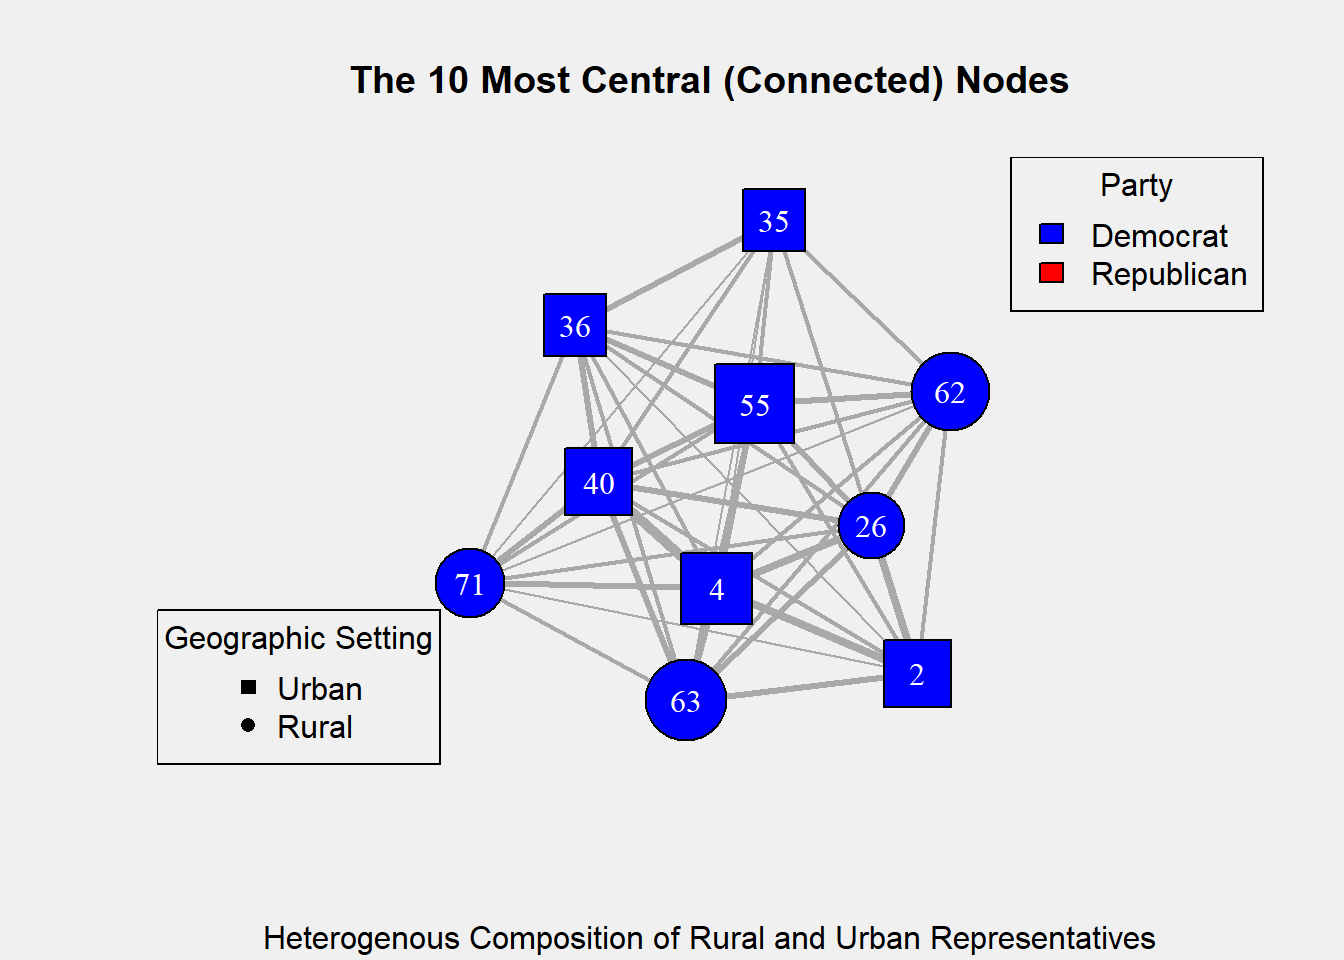 The 10 Most Central (Connected) Nodes
Party
Democrat
Republican
35
36
55
62
40
26
71
4
2
63
Geographic Setting
Urban
Rural
Heterogenous Composition of Rural and Urban Representatives